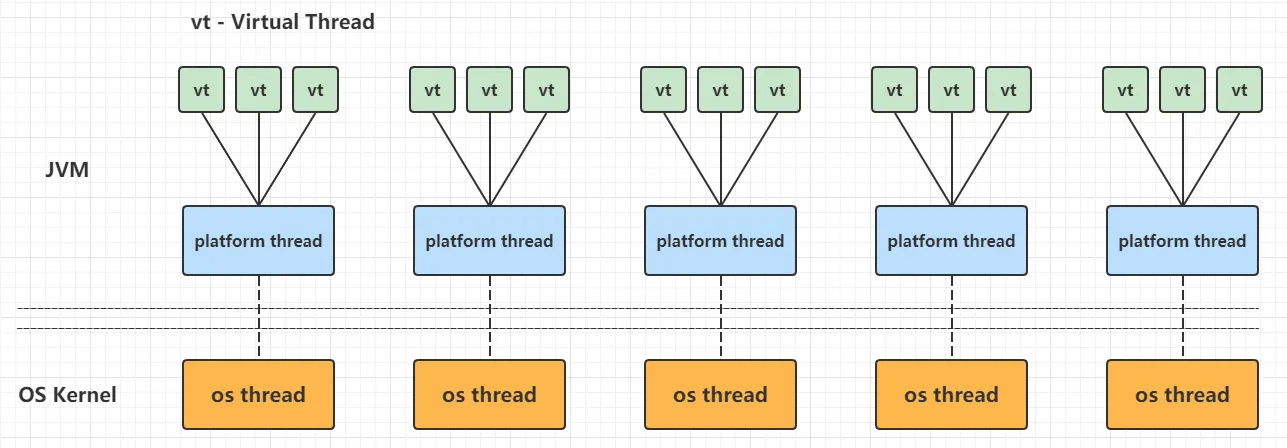 vt - Virtual Thread
vt vt vt vt vt vt vt vt vt vt vt vt vt vt vt
JVM
platform thread platform thread platform thread platform thread platform thread
OS Kernel os thread os thread os thread os thread os thread